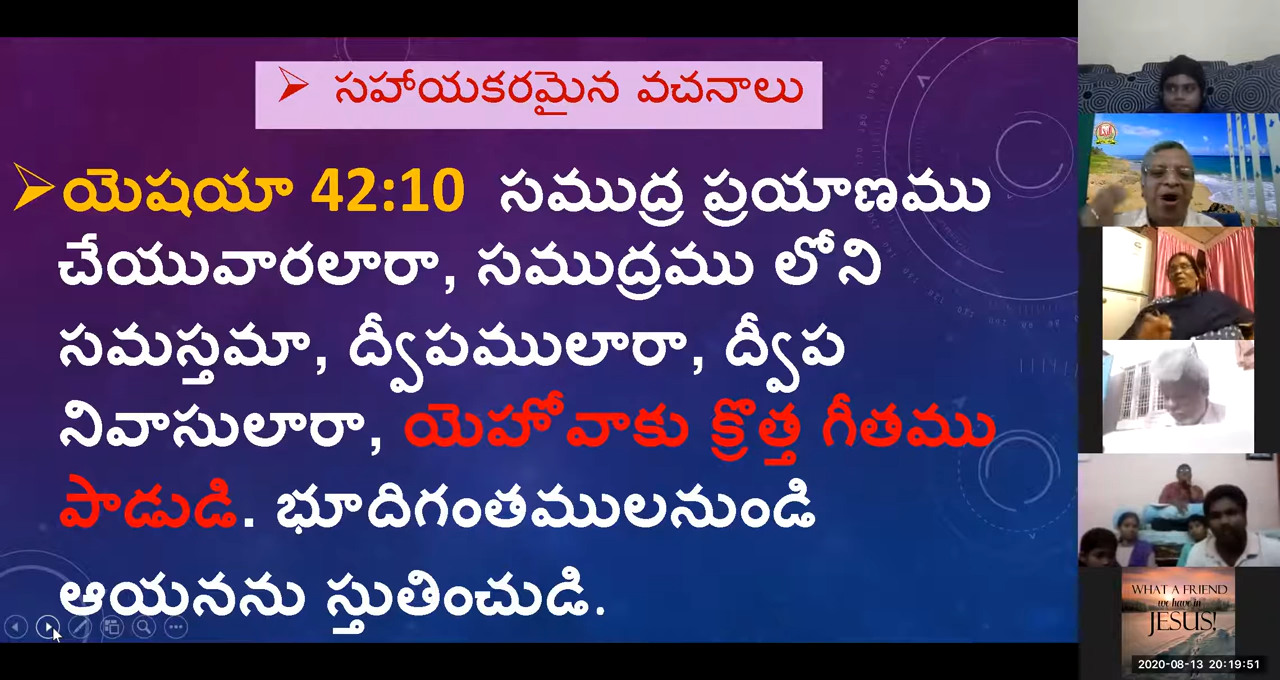 ➢ సహాయకరమైన వచనాలు
➢ యెషయా 42:10 సముద్ర ప్రయాణము
చేయువారలారా, సముద్రము లోని
సమస్తమా, ద్వీపములారా, ద్వీప
నివాసులారా, యెహోవాకు క్రొత్త గీతము
పాడుడి. భూదిగంతములనుండి
ఆయనను స్తుతించుడి.
WHAT A FRIEND
we have in
JESUS!
2020-08-13 20:19:51